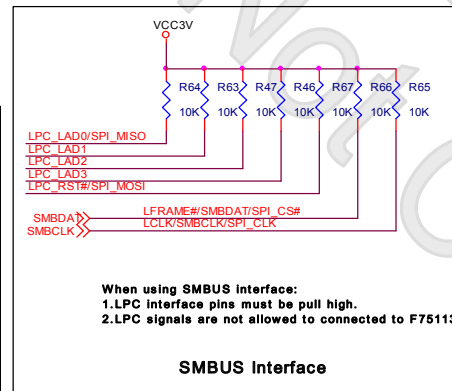 VCC3V
R64 R63 R47 R46 R67 R66 R65
10K 10K 10K 10K 10K 10K 10K
LPC_LAD0/SPI_MISO
LPC_LAD1
LPC_LAD2
LPC_LAD3
LPC_RST#/SPI_MOSI
SMBDAT LFRAME#/SMBDAT/SPI_CS#
SMBCLK LCLK/SMBCLK/SPI_CLK
When using SMBUS interface:
1.LPC interface pins must be pull high.
2.LPC signals are not allowed to connected to F75113
SMBUS Interface